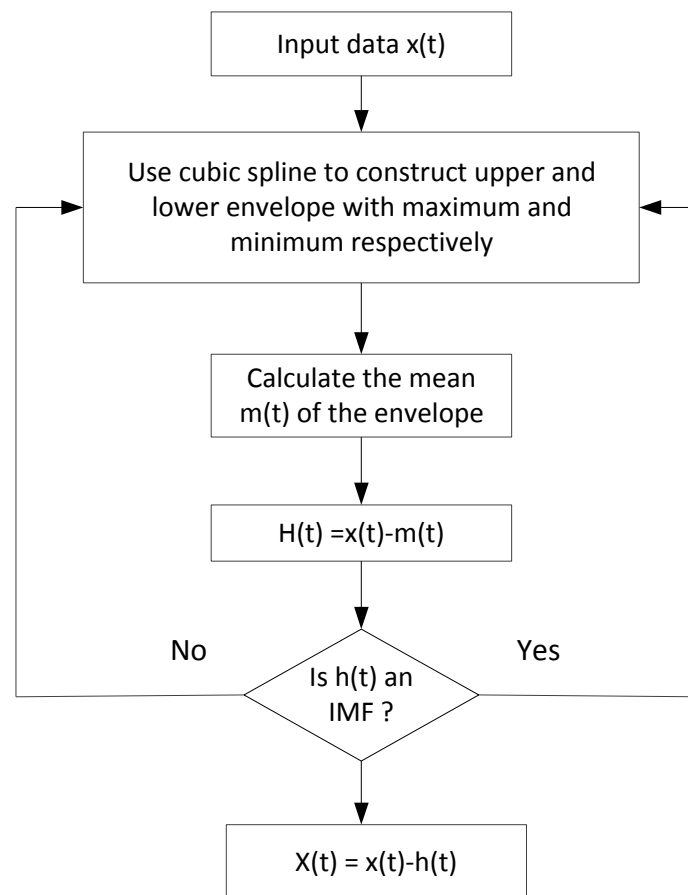 Input data x(t)
Use cubic spline to construct upper and
lower envelope with maximum and
minimum respectively
Calculate the mean
m(t) of the envelope
H(t) =x(t)-m(t)
No
Yes
Is h(t) an
IMF ?
X(t) = x(t)-h(t)